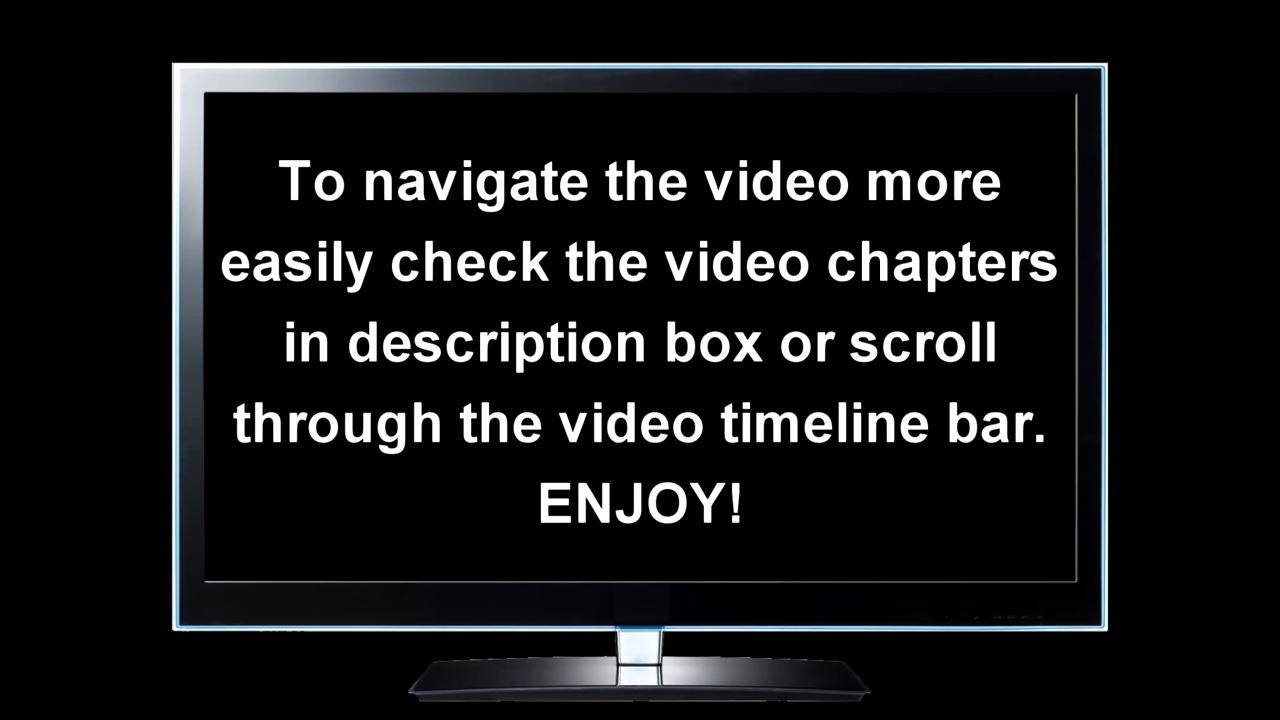 To navigate the video more
easily check the video chapters
in description box or scroll
through the video timeline bar.
ENJOY!